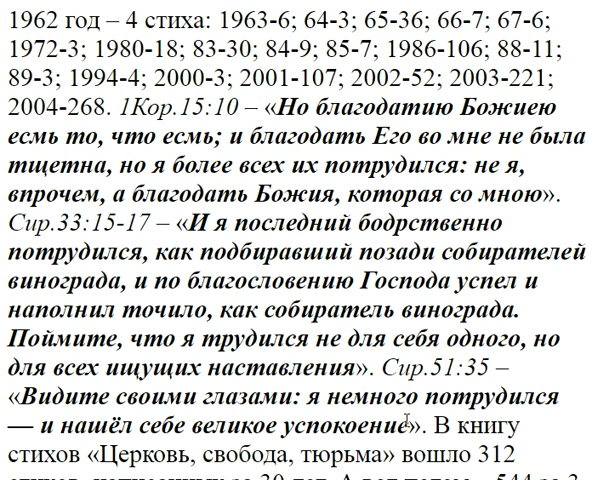 1962 год – 4 стиха: 1963-6; 64-3; 65-36; 66-7; 67-6;
1972-3; 1980-18; 83-30; 84-9; 85-7; 1986-106; 88-11;
89-3; 1994-4; 2000-3; 2001-107; 2002-52; 2003-221;
2004-268. 1Кор.15:10 – «Но благодатию Божиею
есмь то, что есмь; и благодать Его во мне не была
тщетна, но я более всех их потрудился: не я,
впрочем, а благодать Божия, которая со мною».
Сир.33:15-17 – «И я последний бодрственно
потрудился, как подбиравший позади собирателей
винограда, и по благословению Господа успел и
наполнил точило, как собиратель винограда.
Поймите, что я трудился не для себя одного, но
для всех ищущих наставления». Сир.51:35 –
«Видите своими глазами: я немного потрудился
— и нашёл себе великое успокоение». В книгу
стихов «Церковь, свобода, тюрьма» вошло 312